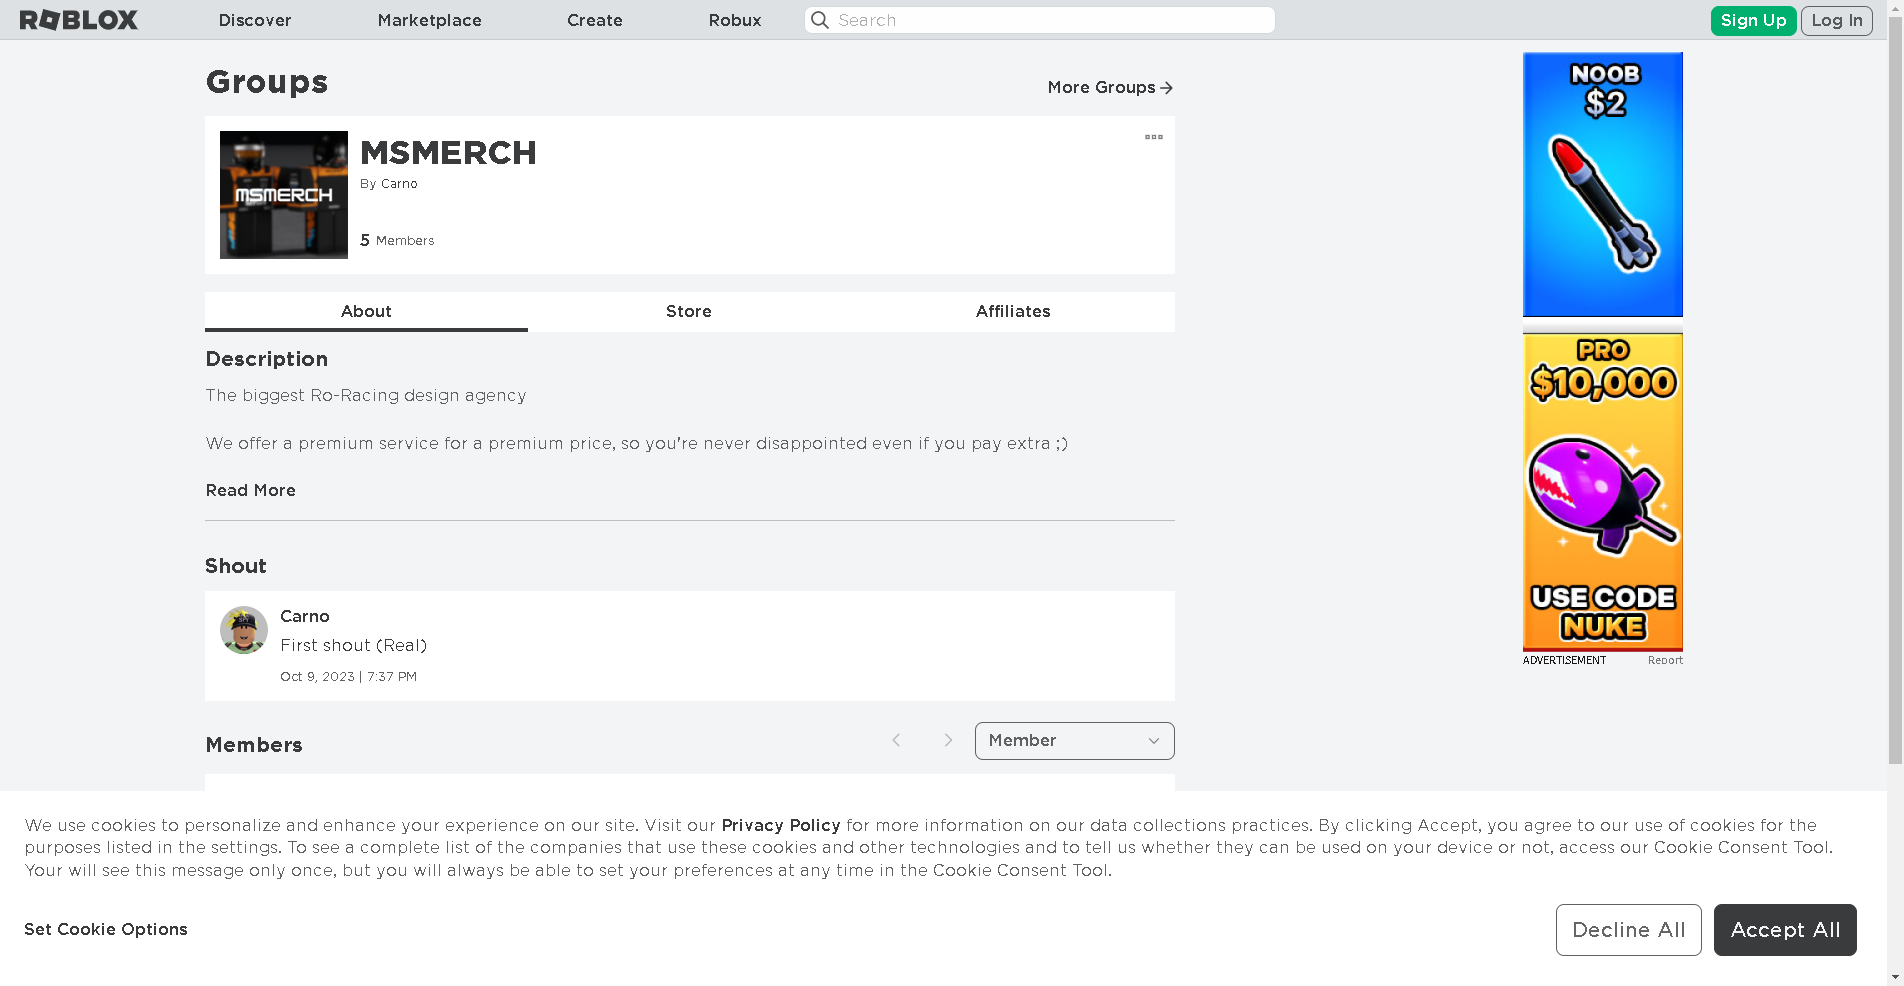 ROBLOX
Discover
Marketplace
Create
Robux
Search
Sign Up
Log In
Groups
More Groups
MSMERCH
MSMERCH
By Carno
5 Members
About
Store
Affiliates
Description
The biggest Ro-Racing design agency
We offer a premium service for a premium price, so you're never disappointed even if you pay extra ;)
Read More
Shout
Carno
First shout (Real)
Oct 9, 2023 | 7:37 PM
Members
Member
NOOB
$2
PRO
$10,000
USE CODE
NUKE
ADVERTISEMENT
Report
We use cookies to personalize and enhance your experience on our site. Visit our Privacy Policy for more information on our data collections practices. By clicking Accept, you agree to our use of cookies for the
purposes listed in the settings. To see a complete list of the companies that use these cookies and other technologies and to tell us whether they can be used on your device or not, access our Cookie Consent Tool.
Your will see this message only once, but you will always be able to set your preferences at any time in the Cookie Consent Tool.
Set Cookie Options
Decline All
Accept All